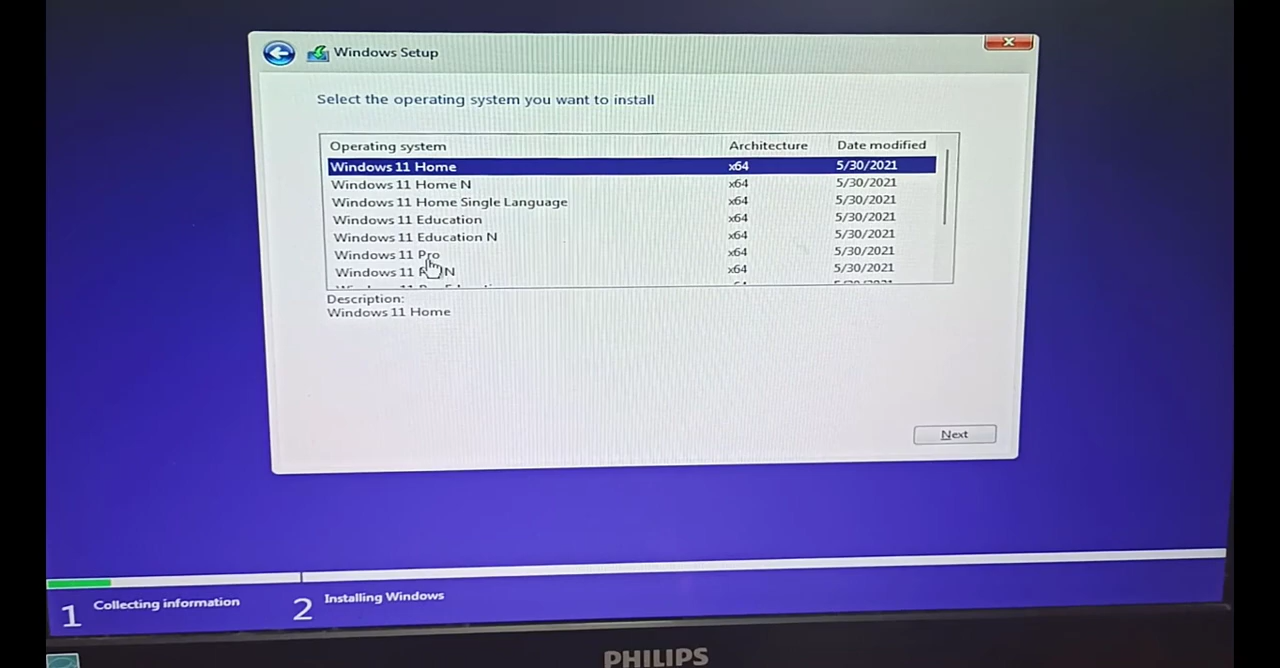 Windows Setup
Select the operating system you want to install
Operating system Architecture Date modified
Windows 11 Home x64 5/30/2021
Windows 11 Home N x64 5/30/2021
Windows 11 Home Single Language x64 5/30/2021
Windows 11 Education x64 5/30/2021
Windows 11 Education N x64 5/30/2021
Windows 11 Pro x64 5/30/2021
Windows 11 N x64 5/30/2021
Description:
Windows 11 Home
Next
1 Collecting information 2 Installing Windows
PHILIPS